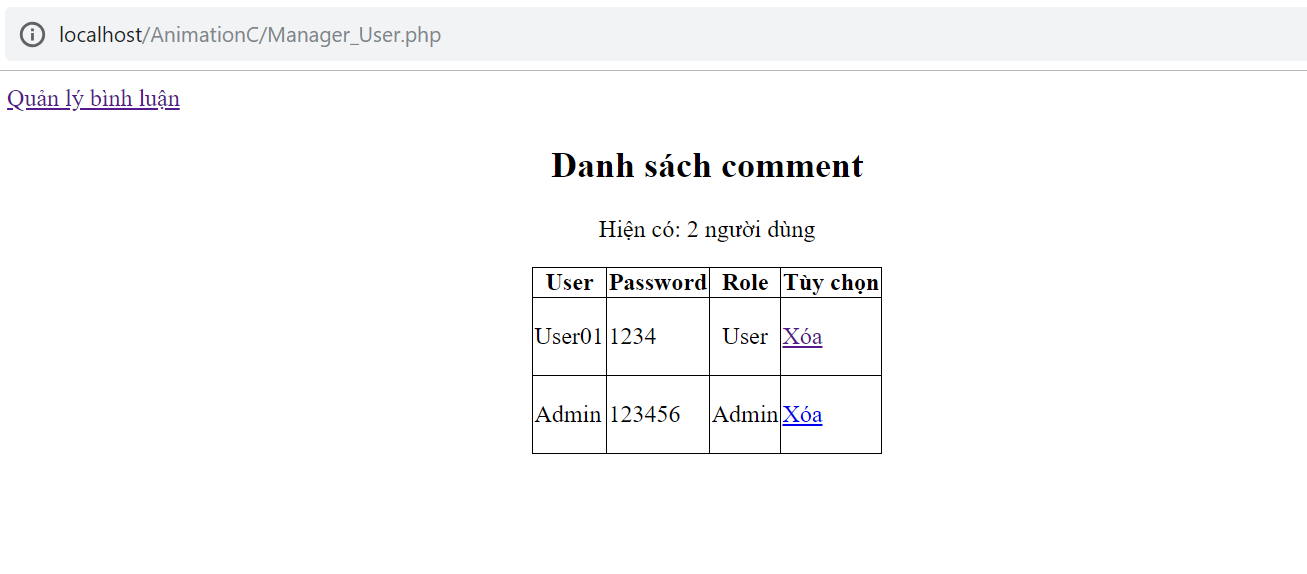 localhost/AnimationC/Manager_User.php
Quản lý bình luận
Danh sách comment
Hiện có: 2 người dùng
User Password Role Tùy chọn
User01 1234 User Xóa
Admin 123456 Admin Xóa